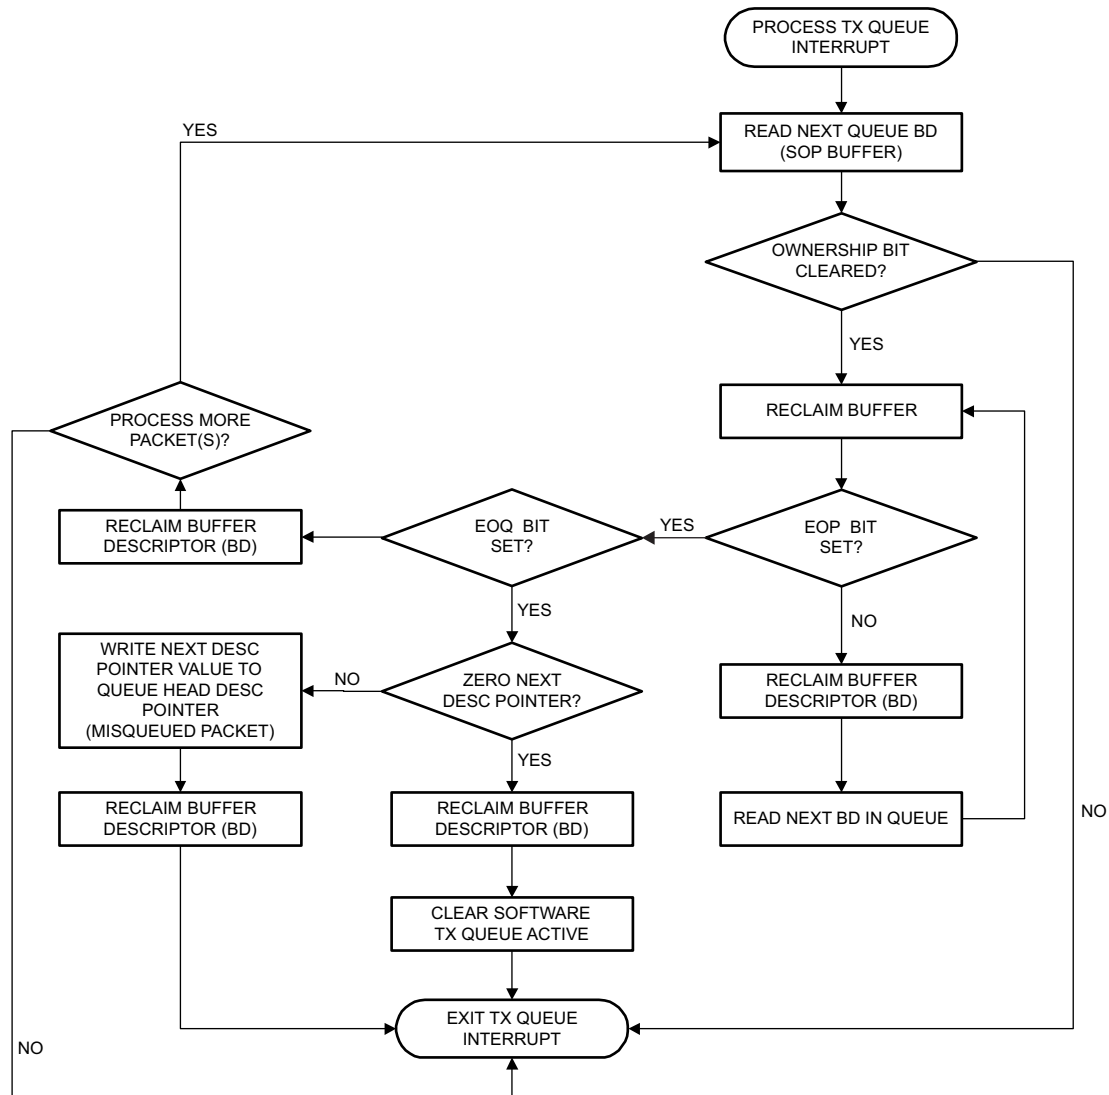 PROCESS TX QUEUE
INTERRUPT
YES
READ NEXT QUEUE BD
(SOP BUFFER)
OWNERSHIP BIT
CLEARED?
YES
PROCESS MORE
PACKET(S)?
RECLAIM BUFFER
RECLAIM BUFFER
DESCRIPTOR (BD)
EOQ BIT
SET?
YES
EOP BIT
SET?
YES
NO
WRITE NEXT DESC
POINTER VALUE TO
QUEUE HEAD DESC
POINTER
(MISQUEUED PACKET)
NO
ZERO NEXT
DESC POINTER?
RECLAIM BUFFER
DESCRIPTOR (BD)
YES
RECLAIM BUFFER
DESCRIPTOR (BD)
RECLAIM BUFFER
DESCRIPTOR (BD)
READ NEXT BD IN QUEUE
NO
CLEAR SOFTWARE
TX QUEUE ACTIVE
EXIT TX QUEUE
INTERRUPT
NO